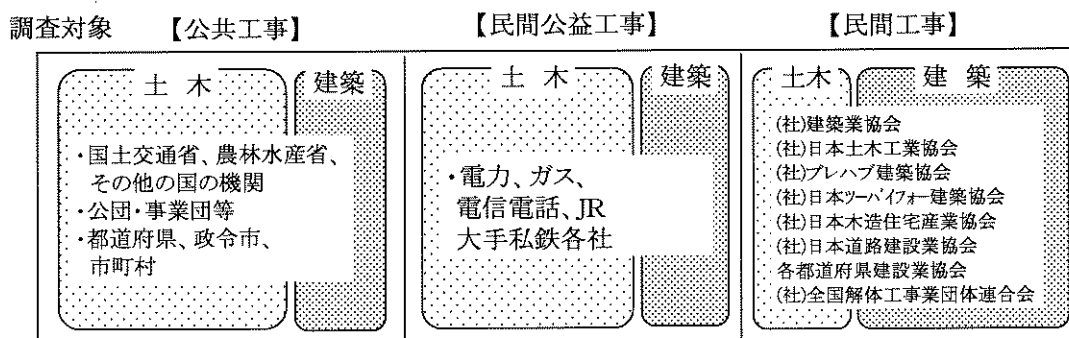 調査対象 【公共工事】 【民間公益工事】 【民間工事】
土 木 建築
・国土交通省、農林水産省、
その他の国の機関
・公団・事業団等
・都道府県、政令市、
市町村
土 木 建築
・電力、ガス、
電信電話、JR
大手私鉄各社
土木 建 築
(社)建築業協会
(社)日本土木工業協会
(社)プレハブ建築協会
(社)日本ツーバイフォー建築協会
(社)日本木造住宅産業協会
(社)日本道路建設業協会
各都道府県建設業協会
(社)全国解体工事業団体連合会